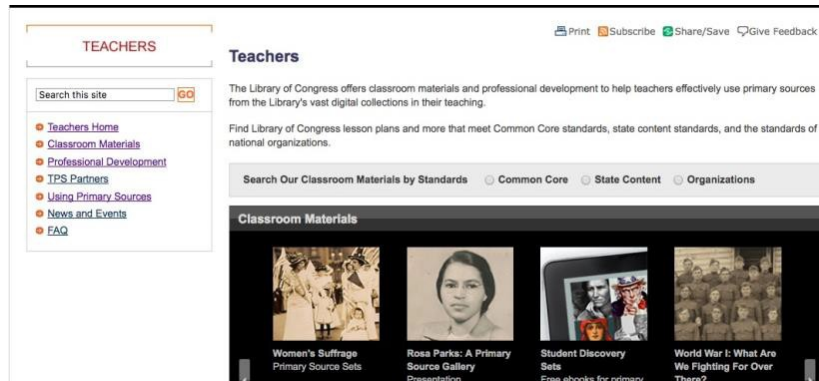 Print Subscribe Share/Save Give Feedback
TEACHERS
Search this site GO
Teachers Home
Classroom Materials
Professional Development
TPS Partners
Using Primary Sources
News and Events
FAQ
Teachers
The Library of Congress offers classroom materials and professional development to help teachers effectively use primary sources
from the Library's vast digital collections in their teaching.
Find Library of Congress lesson plans and more that meet Common Core standards, state content standards, and the standards of
national organizations.
Search Our Classroom Materials by Standards Common Core State Content Organizations
Classroom Materials
Women's Suffrage
Primary Source Sets
Rosa Parks: A Primary
Source Gallery
Presentation
Student Discovery
Sets
Free ebooks for primary
World War I: What Are
We Fighting For Over
There?